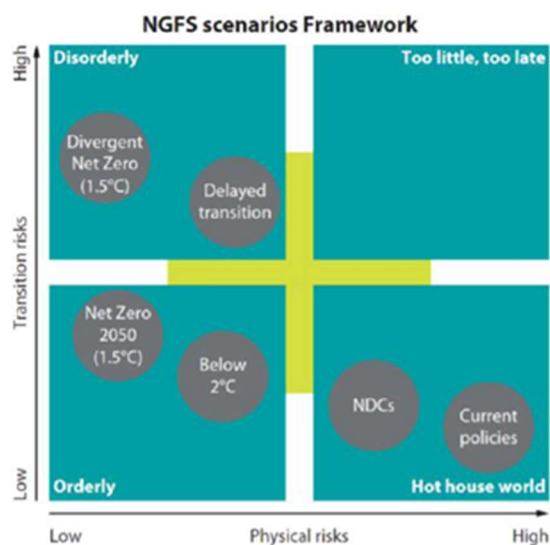 NGFS scenarios Framework
High
Disorderly
Too little, too late
Divergent
Net Zero
(1.5°C)
Delayed
transition
Transition risks
Net Zero
2050
(1.5°C)
Below
2°C
NDCs
Current
policies
Low
Orderly
Hot house world
Low
Physical risks
High